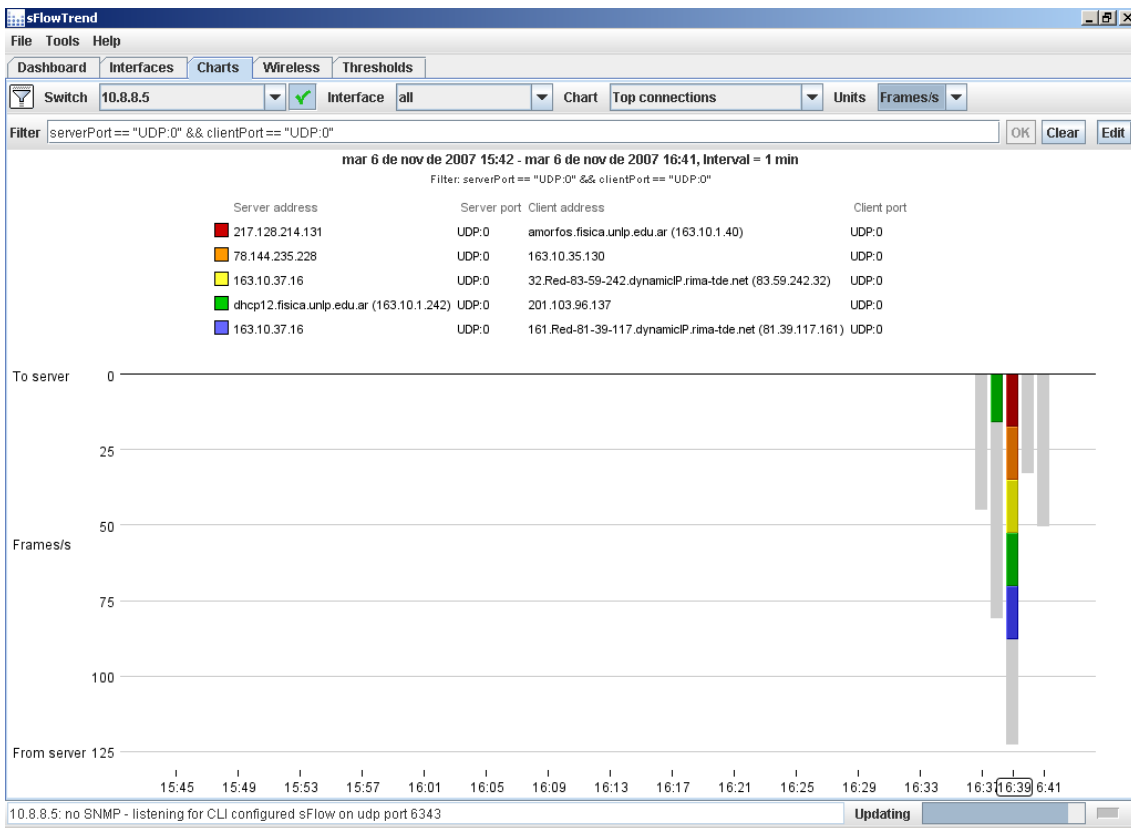 sFlowTrend
File Tools Help
Dashboard Interfaces Charts Wireless Thresholds
Switch 10.8.8.5 Interface all Chart Top connections Units Frames/s
Filter serverPort == "UDP:0" && clientPort == "UDP:0" OK Clear Edit
mar 6 de nov de 2007 15:42 - mar 6 de nov de 2007 16:41, Interval = 1 min
Filter: serverPort == "UDP:0" && clientPort == "UDP:0"
Server address Server port Client address Client port
217.128.214.131 UDP:0 amorfos.fisica.unlp.edu.ar (163.10.1.40) UDP:0
78.144.235.228 UDP:0 163.10.35.130 UDP:0
163.10.37.16 UDP:0 32.Red-83-59-242.dynamicIP.rima-tde.net (83.59.242.32) UDP:0
dhcp12.fisica.unlp.edu.ar (163.10.1.242) UDP:0 201.103.96.137 UDP:0
163.10.37.16 UDP:0 161.Red-81-39-117.dynamicIP.rima-tde.net (81.39.117.161) UDP:0
To server 0
25
50
Frames/s
75
100
From server 125
15:45 15:49 15:53 15:57 16:01 16:05 16:09 16:13 16:17 16:21 16:25 16:29 16:33 16:37 16:39 6:41
10.8.8.5: no SNMP - listening for CLI configured sFlow on udp port 6343 Updating